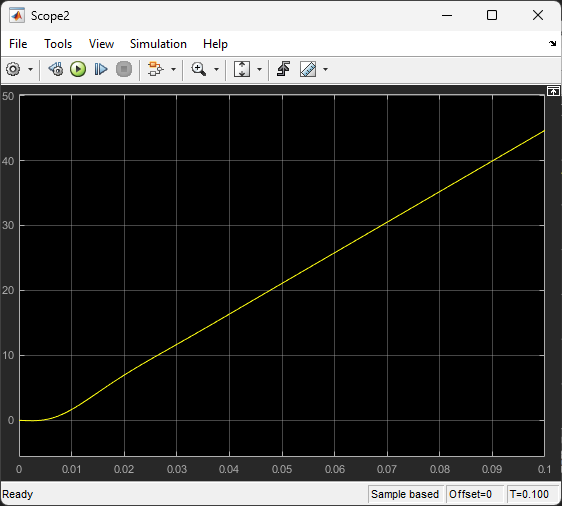 Scope2
File Tools View Simulation Help
50
40
30
20
10
0
0 0.01 0.02 0.03 0.04 0.05 0.06 0.07 0.08 0.09 0.1
Ready Sample based Offset=0 T=0.100